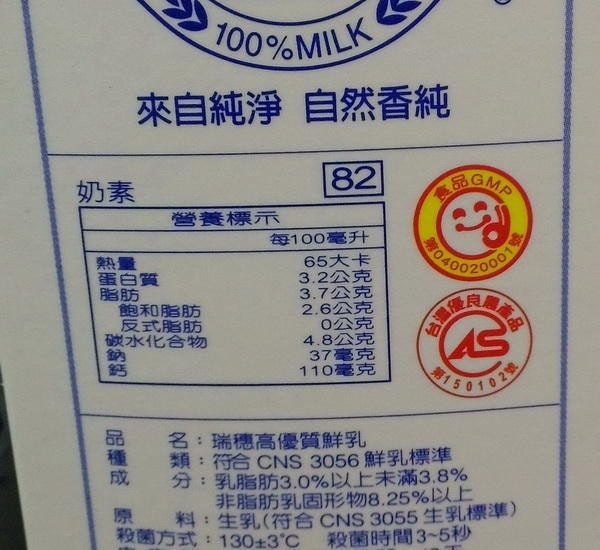 100%MILK
來自純淨 自然香純
奶素
82
營養標示
每100毫升
熱量 65大卡
蛋白質 3.2公克
脂肪 3.7公克
飽和脂肪 2.6公克
反式脂肪 0公克
碳水化合物 4.8公克
鈉 37毫克
鈣 110毫克
食品GMP
第040020001號
台灣優良農產品
CAS
第150102號
品 名：瑞穗高優質鮮乳
種 類：符合 CNS 3056 鮮乳標準
成 分：乳脂肪3.0%以上未滿3.8%
非脂肪乳固形物8.25%以上
原 料：生乳(符合 CNS 3055 生乳標準)
殺菌方式：130±3°C 殺菌時間3~5秒